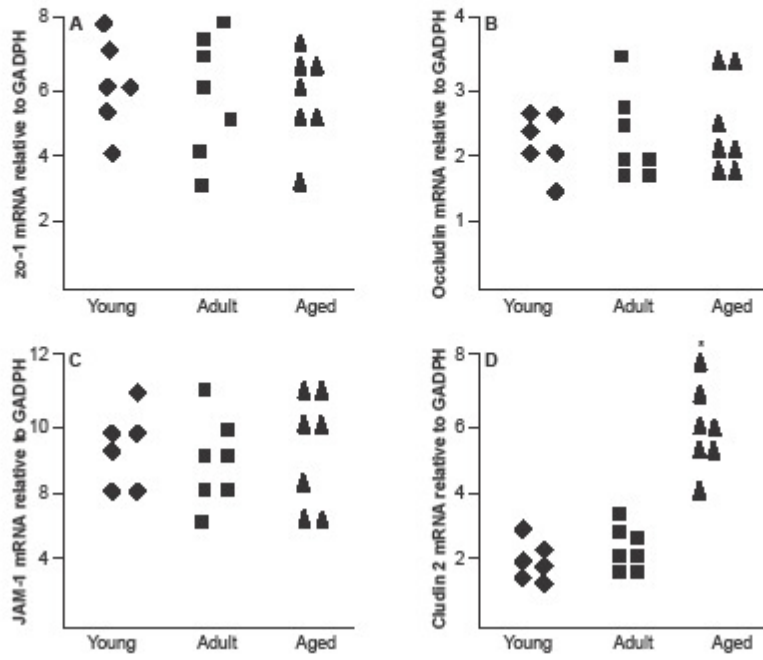 A
zo-1 mRNA relative to GADPH
8
6
4
2
Young
Adult
Aged
B
Occludin mRNA relative to GADPH
4
3
2
1
Young
Adult
Aged
C
JAM-1 mRNA relative to GADPH
12
10
8
4
Young
Adult
Aged
D
Cludin 2 mRNA relative to GADPH
8
6
4
2
*
Young
Adult
Aged